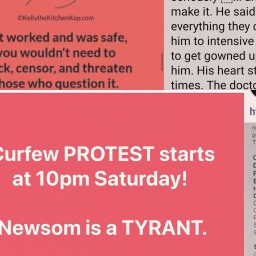 ©KellytheKitchenKop.com
t worked and was safe,
you wouldn't need to
ck, censor, and threaten
hose who question it.
make it. He said
everything they c
him to intensive
to get gowned u
him. His heart st
times. The docto
Curfew PROTEST starts
at 10pm Saturday!
Newsom is a TYRANT.